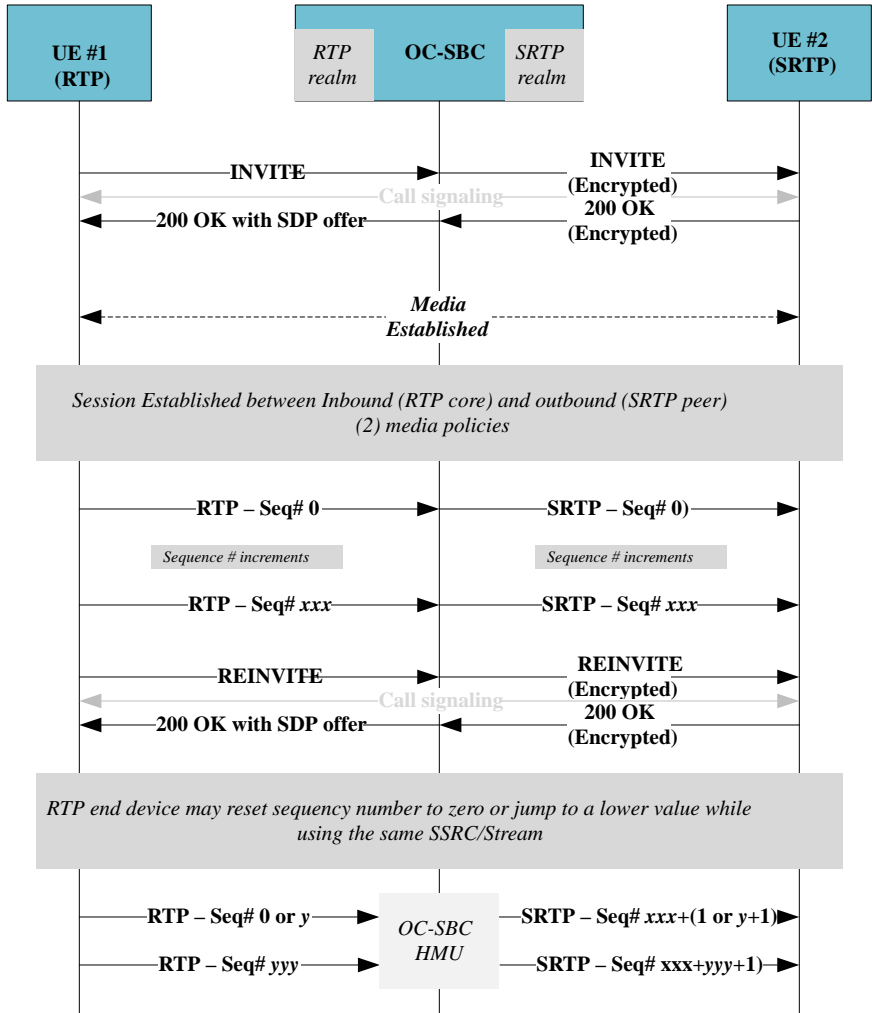 UE #1
(RTP)
RTP
realm
OC-SBC
SRTP
realm
UE #2
(SRTP)
INVITE
INVITE
(Encrypted)
Call signaling
200 OK with SDP offer
200 OK
(Encrypted)
Media
Established
Session Established between Inbound (RTP core) and outbound (SRTP peer)
(2) media policies
RTP – Seq# 0
SRTP – Seq# 0)
Sequence # increments
Sequence # increments
RTP – Seq# xxx
SRTP – Seq# xxx
REINVITE
REINVITE
(Encrypted)
Call signaling
200 OK with SDP offer
200 OK
(Encrypted)
RTP end device may reset sequency number to zero or jump to a lower value while
using the same SSRC/Stream
RTP – Seq# 0 or y
OC-SBC
HMU
SRTP – Seq# xxx+(1 or y+1)
RTP – Seq# yyy
SRTP – Seq# xxx+yyy+1)